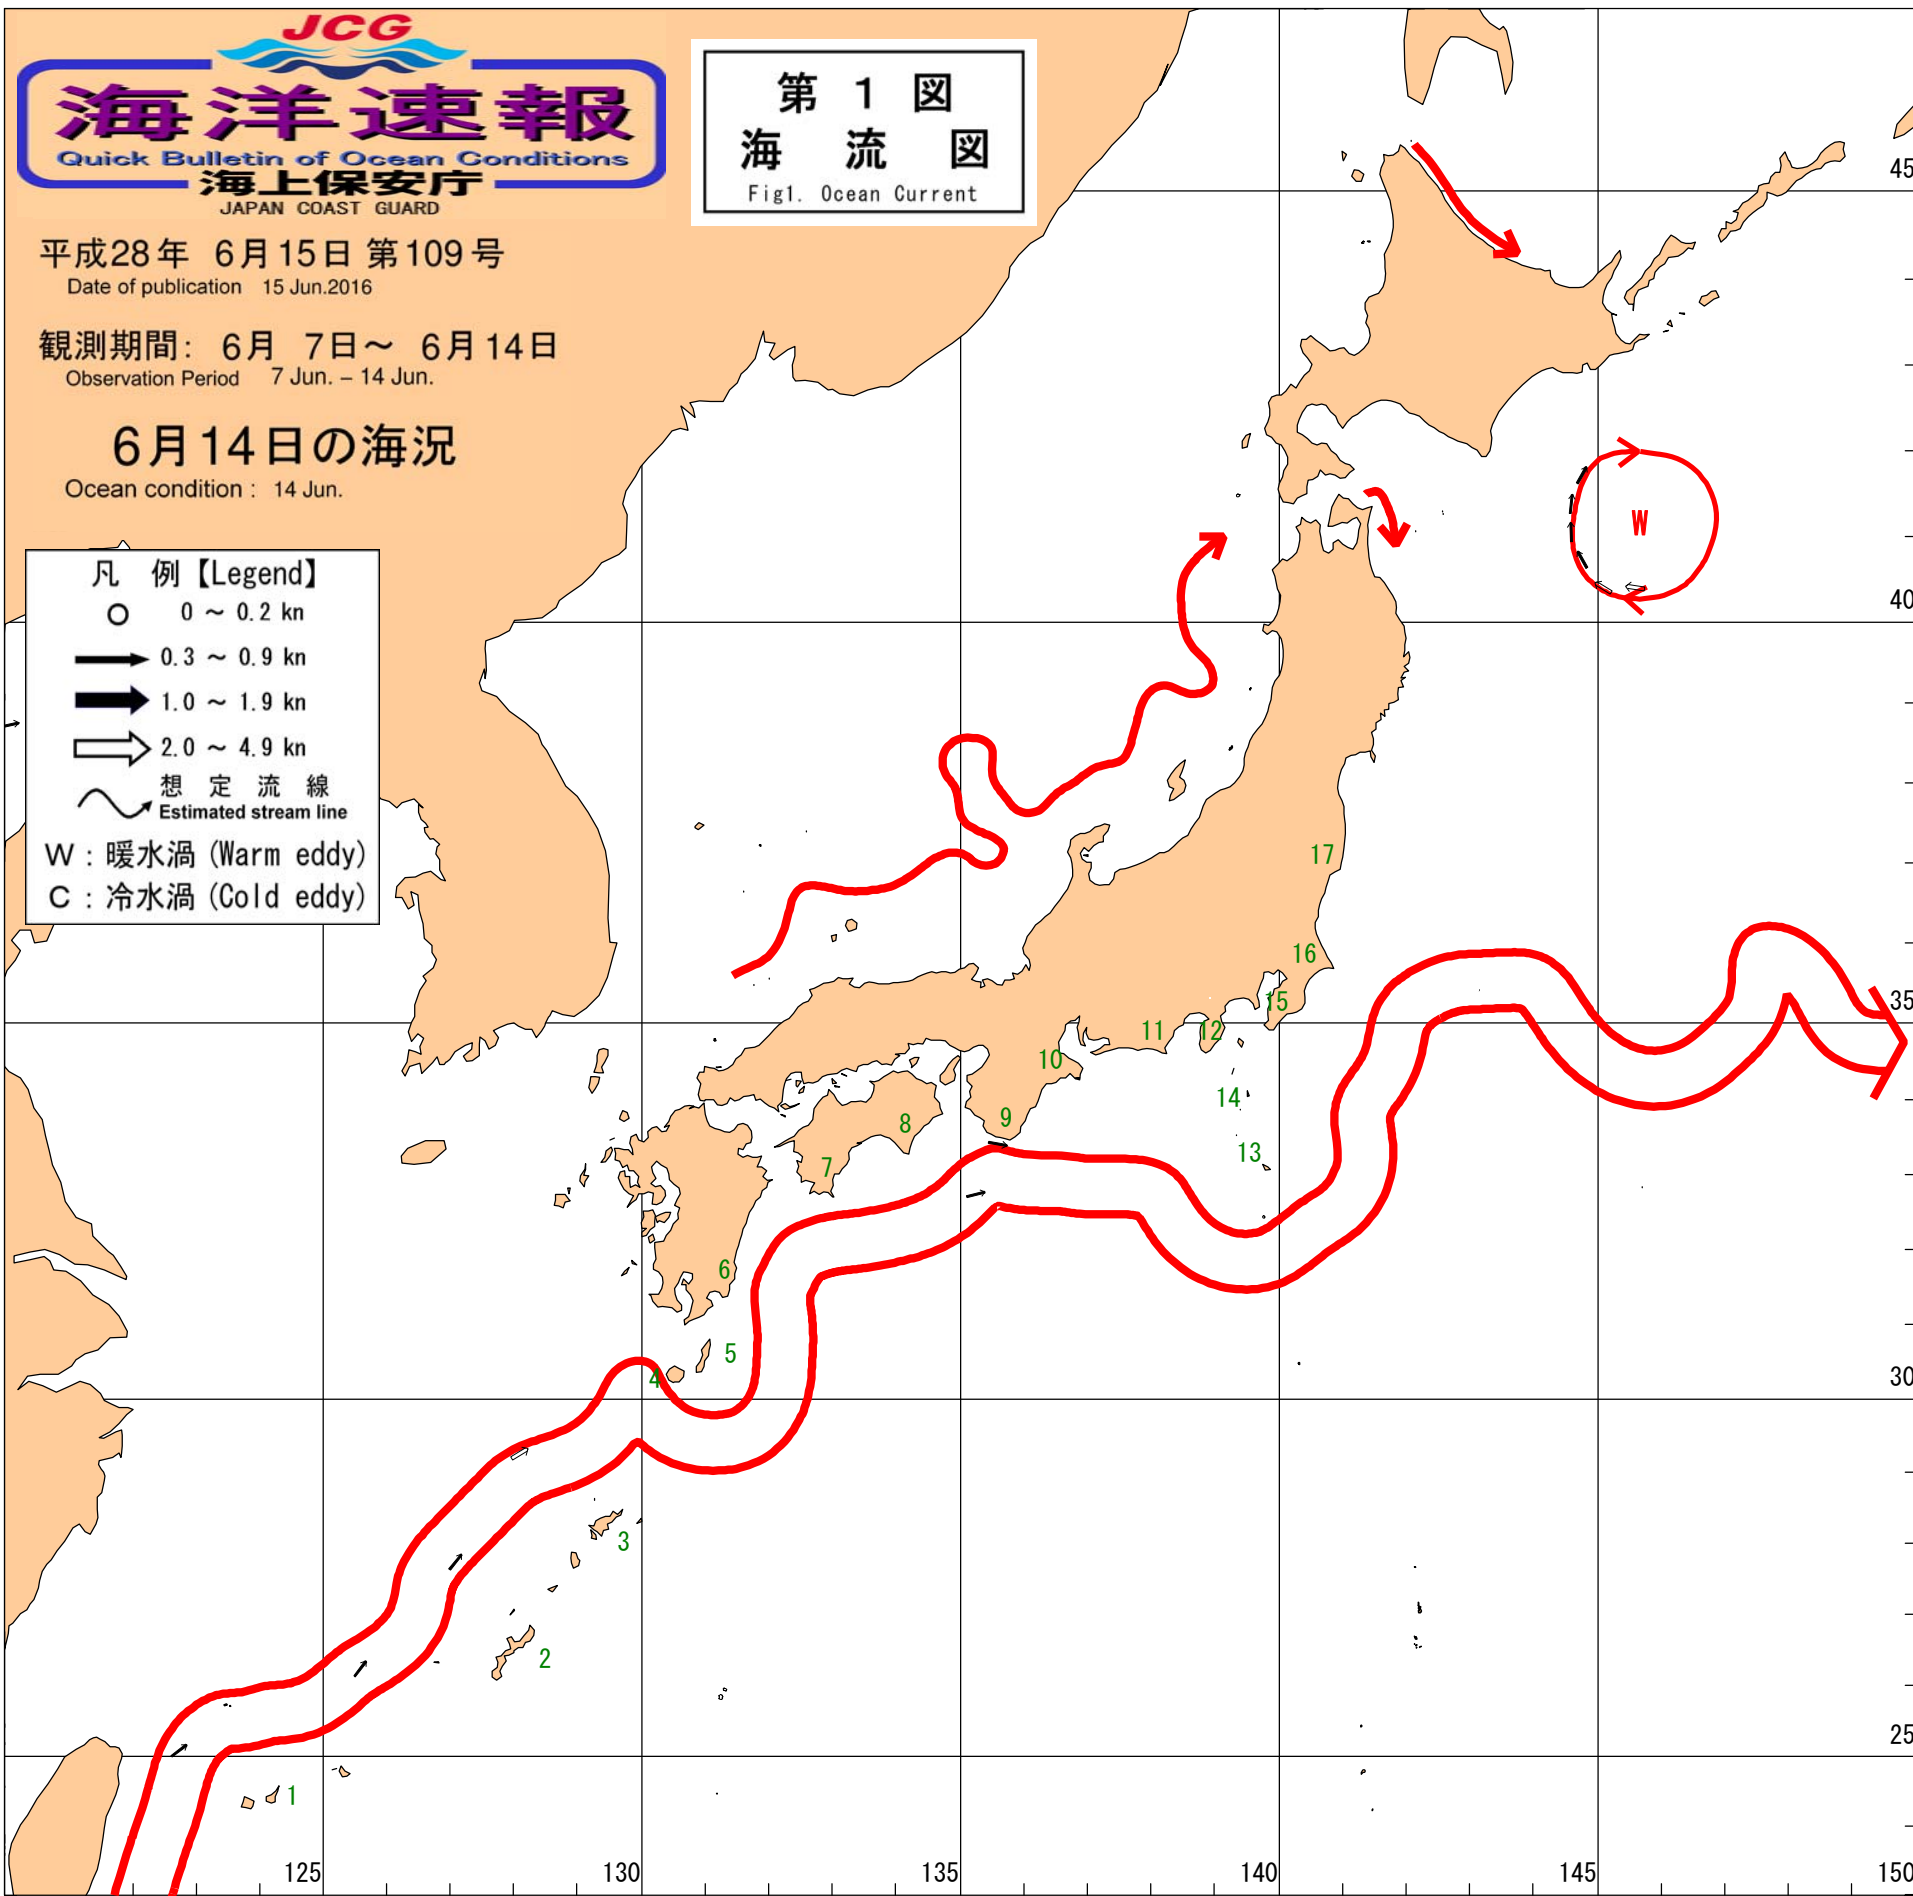 JCG
海洋速報
Quick Bulletin of Ocean Conditions
海上保安庁
JAPAN COAST GUARD
平成28年 6月15日 第109号
Date of publication 15 Jun.2016
観測期間: 6月 7日～ 6月14日
Observation Period 7 Jun. – 14 Jun.
6月14日の海況
Ocean condition : 14 Jun.
第 1 図
海 流 図
Fig1. Ocean Current
凡 例【Legend】
0 ～ 0.2 kn
0.3 ～ 0.9 kn
1.0 ～ 1.9 kn
2.0 ～ 4.9 kn
想 定 流 線
Estimated stream line
W : 暖水渦 (Warm eddy)
C : 冷水渦 (Cold eddy)
45
W
40
17
16
35
15
12
11
10
14
9
8
13
7
6
5
4
30
3
2
25
1
125
130
135
140
145
150